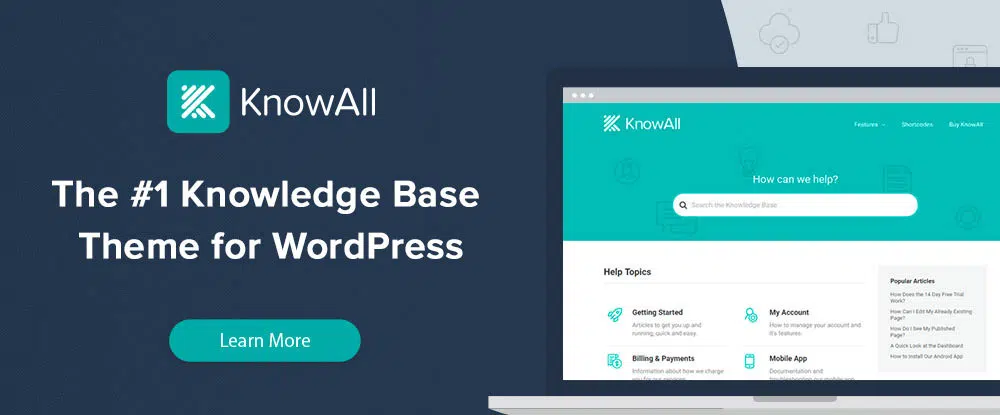 KnowAll
The #1 Knowledge Base
Theme for WordPress
Learn More
KnowAll
Features
Shortcodes
Buy KnowAll
How can we help?
Search the Knowledge Base
Help Topics
Getting Started
Articles to get you up and
running, quick and easy.
My Account
How to manage your account and
it's features.
Billing & Payments
Information about how we charge
you for our services
Mobile App
Documentation and
troubleshooting our mobile app
Popular Articles
How Does the 14 Day Free Trial
Work?
How Can I Edit My Already Existing
Page?
How Do I See My Published
Page?
A Quick Look at the Dashboard
How to Install Our Android App